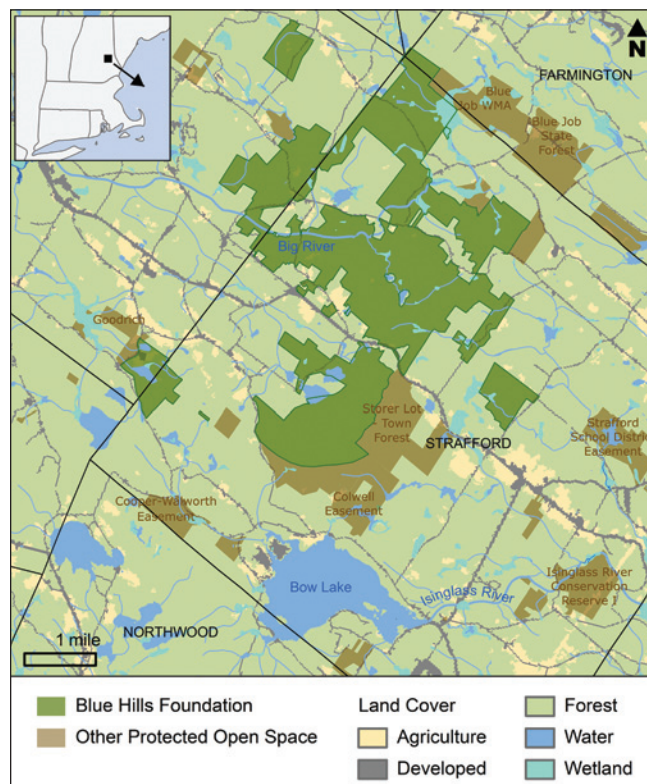 N
FARMINGTON
Blue
Job WMA
Blue Job
State
Forest
Big River
Goodrich
Storer Lot
Town
Forest
STRAFFORD
Strafford
School District
Easement
Cooper-Walworth
Easement
Colwell
Easement
Bow Lake
Isinglass River
Isinglass River
Conservation
Reserve I
NORTHWOOD
1 mile
Blue Hills Foundation
Other Protected Open Space
Land Cover
Agriculture
Developed
Forest
Water
Wetland